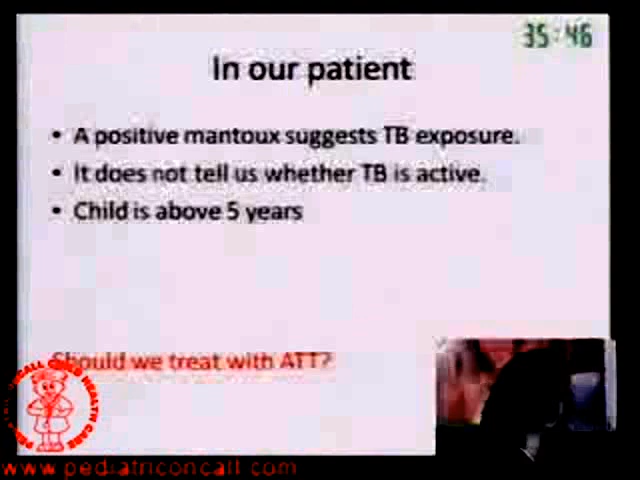 35:46
In our patient
• A positive mantoux suggests TB exposure.
• It does not tell us whether TB is active.
• Child is above 5 years
Should we treat with ATT?
www.pediatriconcall.com